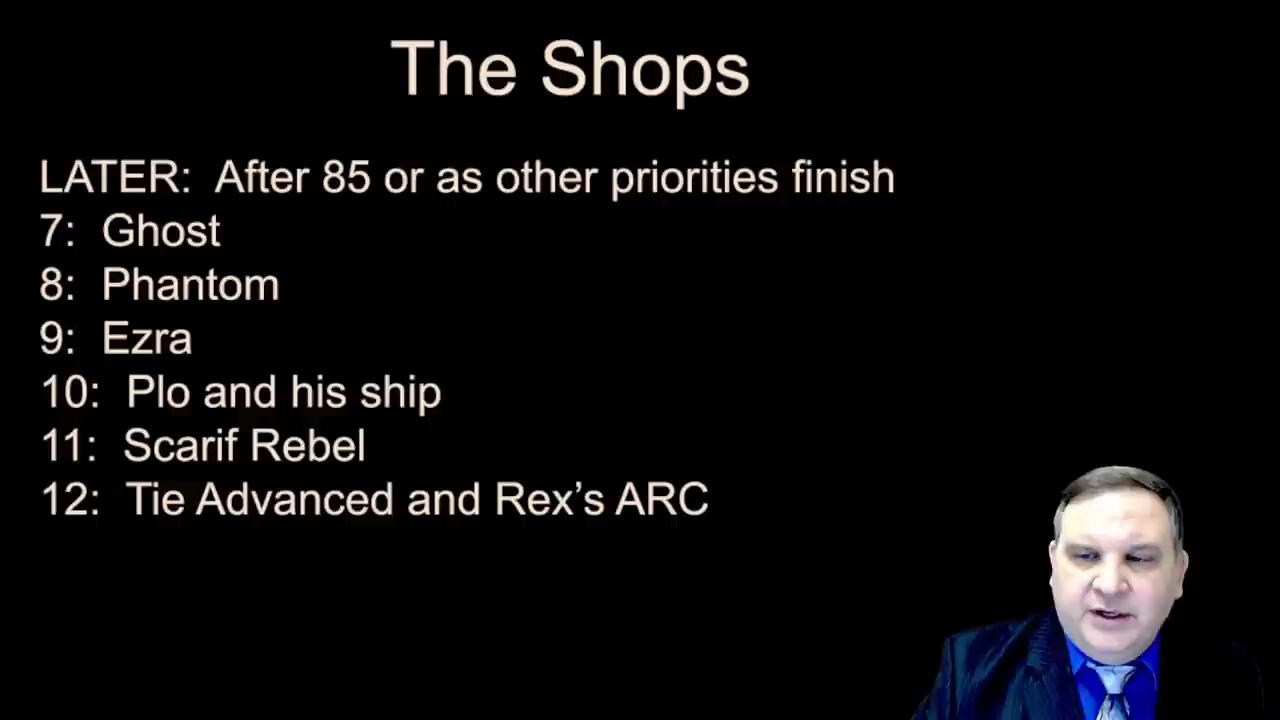 The Shops
LATER:  After 85 or as other priorities finish
7:  Ghost
8:  Phantom
9:  Ezra
10:  Plo and his ship
11:  Scarif Rebel
12:  Tie Advanced and Rex’s ARC